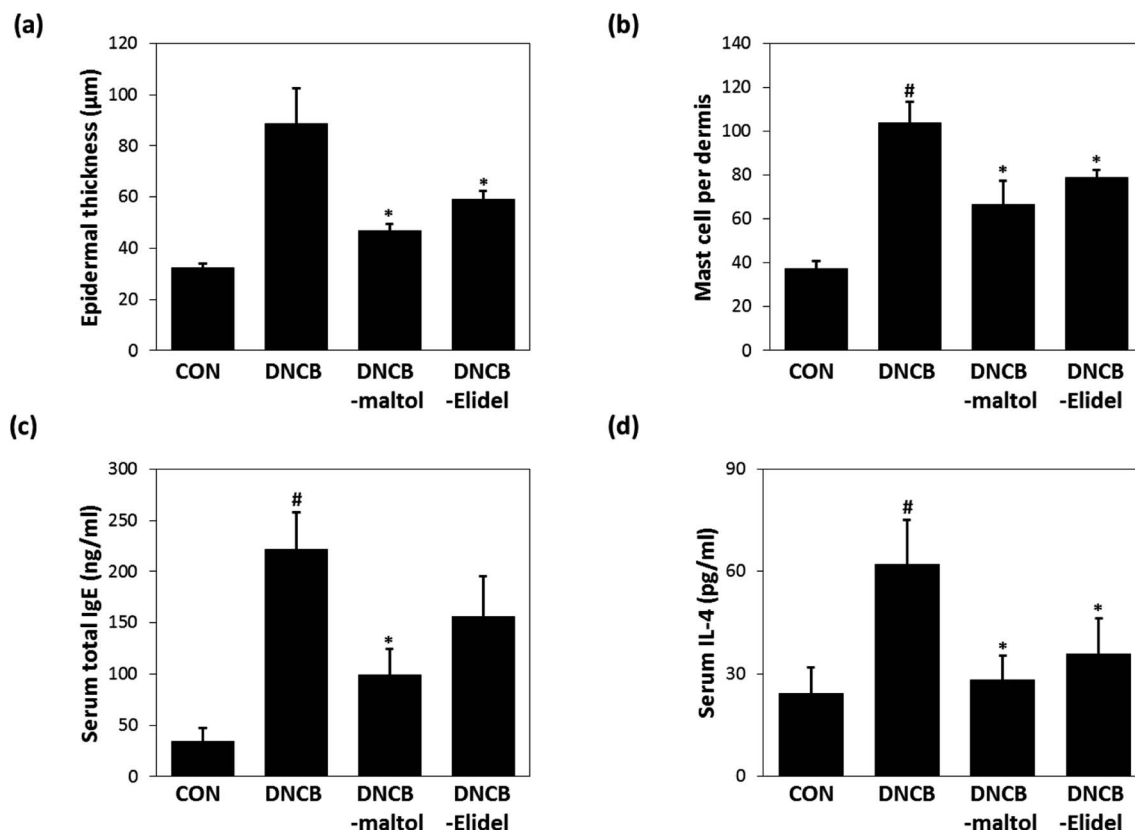 (a)
Epidermal thickness (µm)
120
100
80
60
40
20
0
*
*
CON
DNCB
DNCB
-maltol
DNCB
-Elidel
(b)
Mast cell per dermis
140
120
100
80
60
40
20
0
#
*
*
CON
DNCB
DNCB
-maltol
DNCB
-Elidel
(c)
Serum total IgE (ng/ml)
300
250
200
150
100
50
0
#
*
CON
DNCB
DNCB
-maltol
DNCB
-Elidel
(d)
Serum IL-4 (pg/ml)
90
60
30
0
#
*
*
CON
DNCB
DNCB
-maltol
DNCB
-Elidel